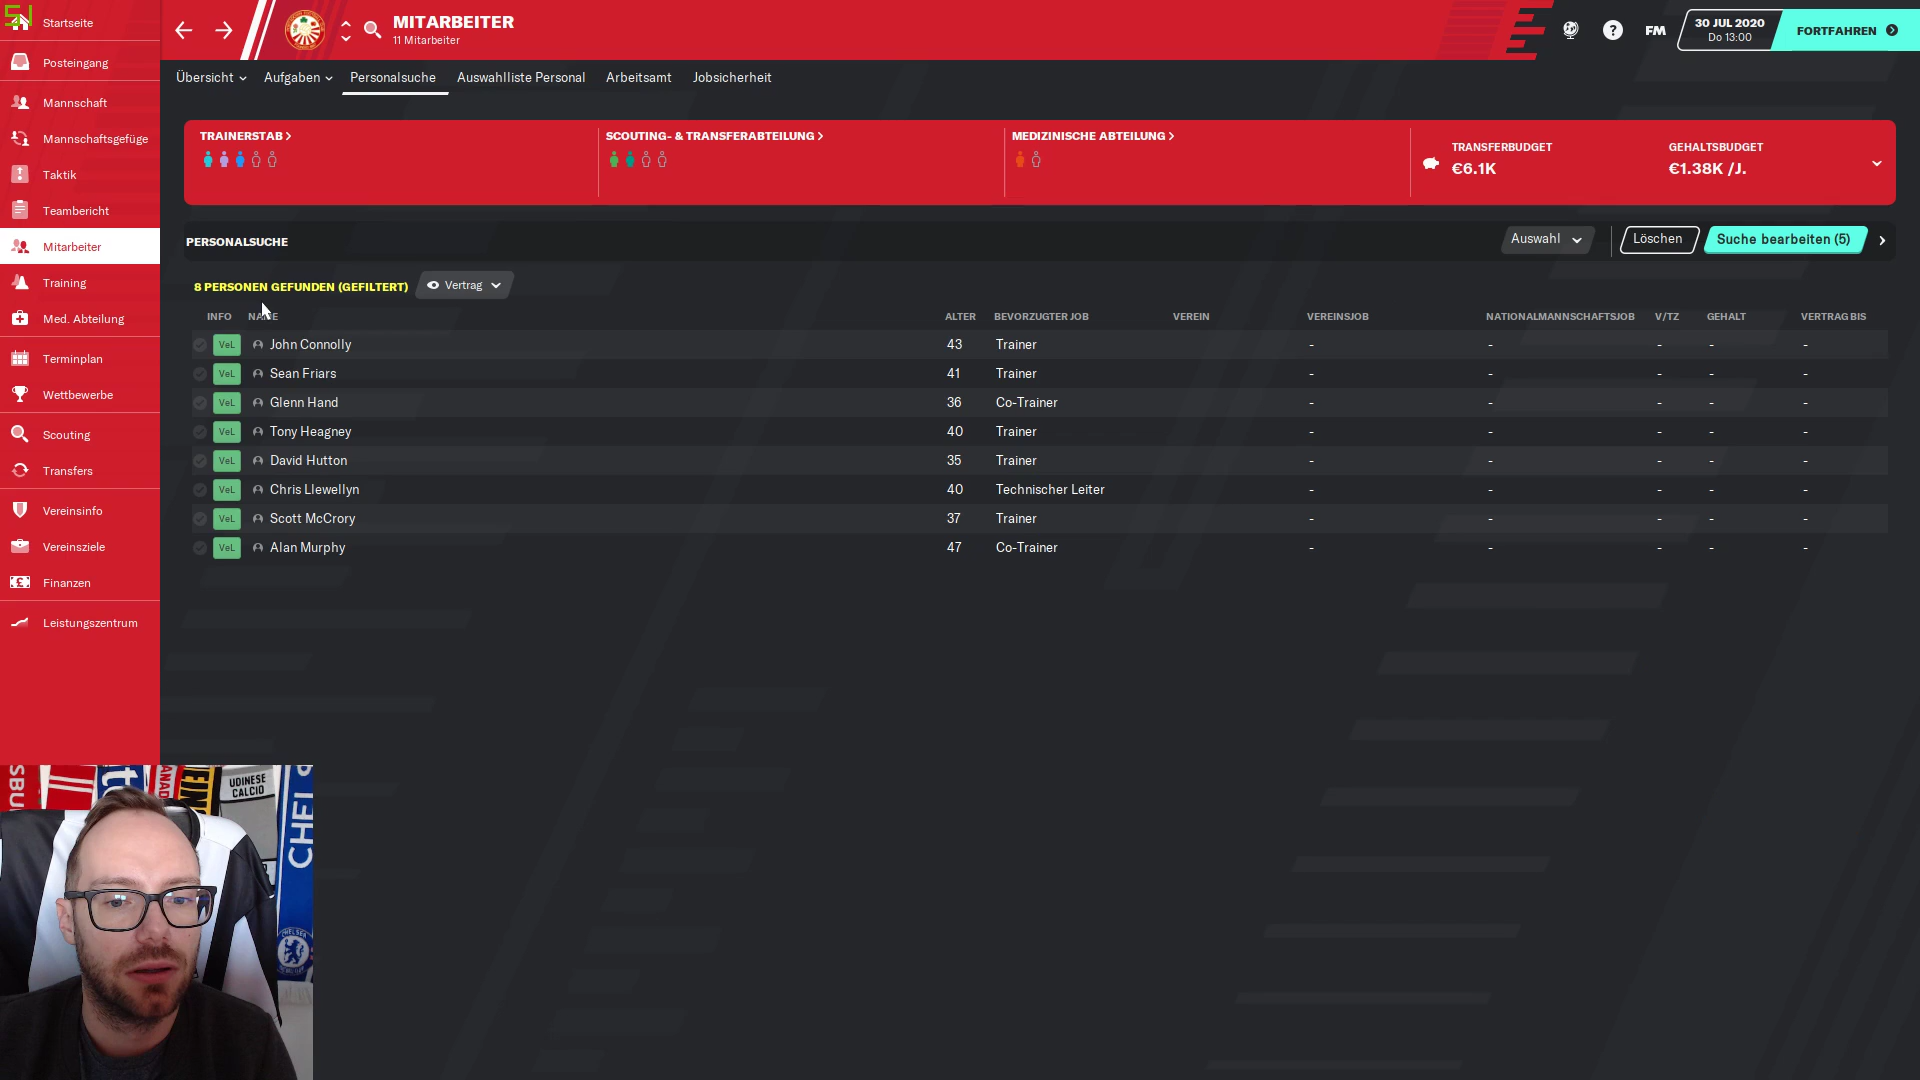 Startseite
Posteingang
Mannschaft
Mannschaftsgefüge
Taktik
Teambericht
Mitarbeiter
Training
Med. Abteilung
Terminplan
Wettbewerbe
Scouting
Transfers
Vereinsinfo
Vereinsziele
Finanzen
Leistungszentrum
MITARBEITER
11 Mitarbeiter
FM
30 JUL 2020
Do 13:00
FORTFAHREN
Übersicht Aufgaben Personalsuche Auswahlliste Personal Arbeitsamt Jobsicherheit
TRAINERSTAB
SCOUTING- & TRANSFERABTEILUNG
MEDIZINISCHE ABTEILUNG
TRANSFERBUDGET
€6.1K
GEHALTSBUDGET
€1.38K /J.
PERSONALSUCHE
Auswahl
Löschen
Suche bearbeiten (5)
8 PERSONEN GEFUNDEN (GEFILTERT)
Vertrag
INFO NAME ALTER BEVORZUGTER JOB VEREIN VEREINSJOB NATIONALMANNSCHAFTSJOB V/TZ GEHALT VERTRAG BIS
VeL John Connolly 43 Trainer - - - - -
VeL Sean Friars 41 Trainer - - - - -
VeL Glenn Hand 36 Co-Trainer - - - - -
VeL Tony Heagney 40 Trainer - - - - -
VeL David Hutton 35 Trainer - - - - -
VeL Chris Llewellyn 40 Technischer Leiter - - - - -
VeL Scott McCrory 37 Trainer - - - - -
VeL Alan Murphy 47 Co-Trainer - - - - -
UDINESE
CALCIO